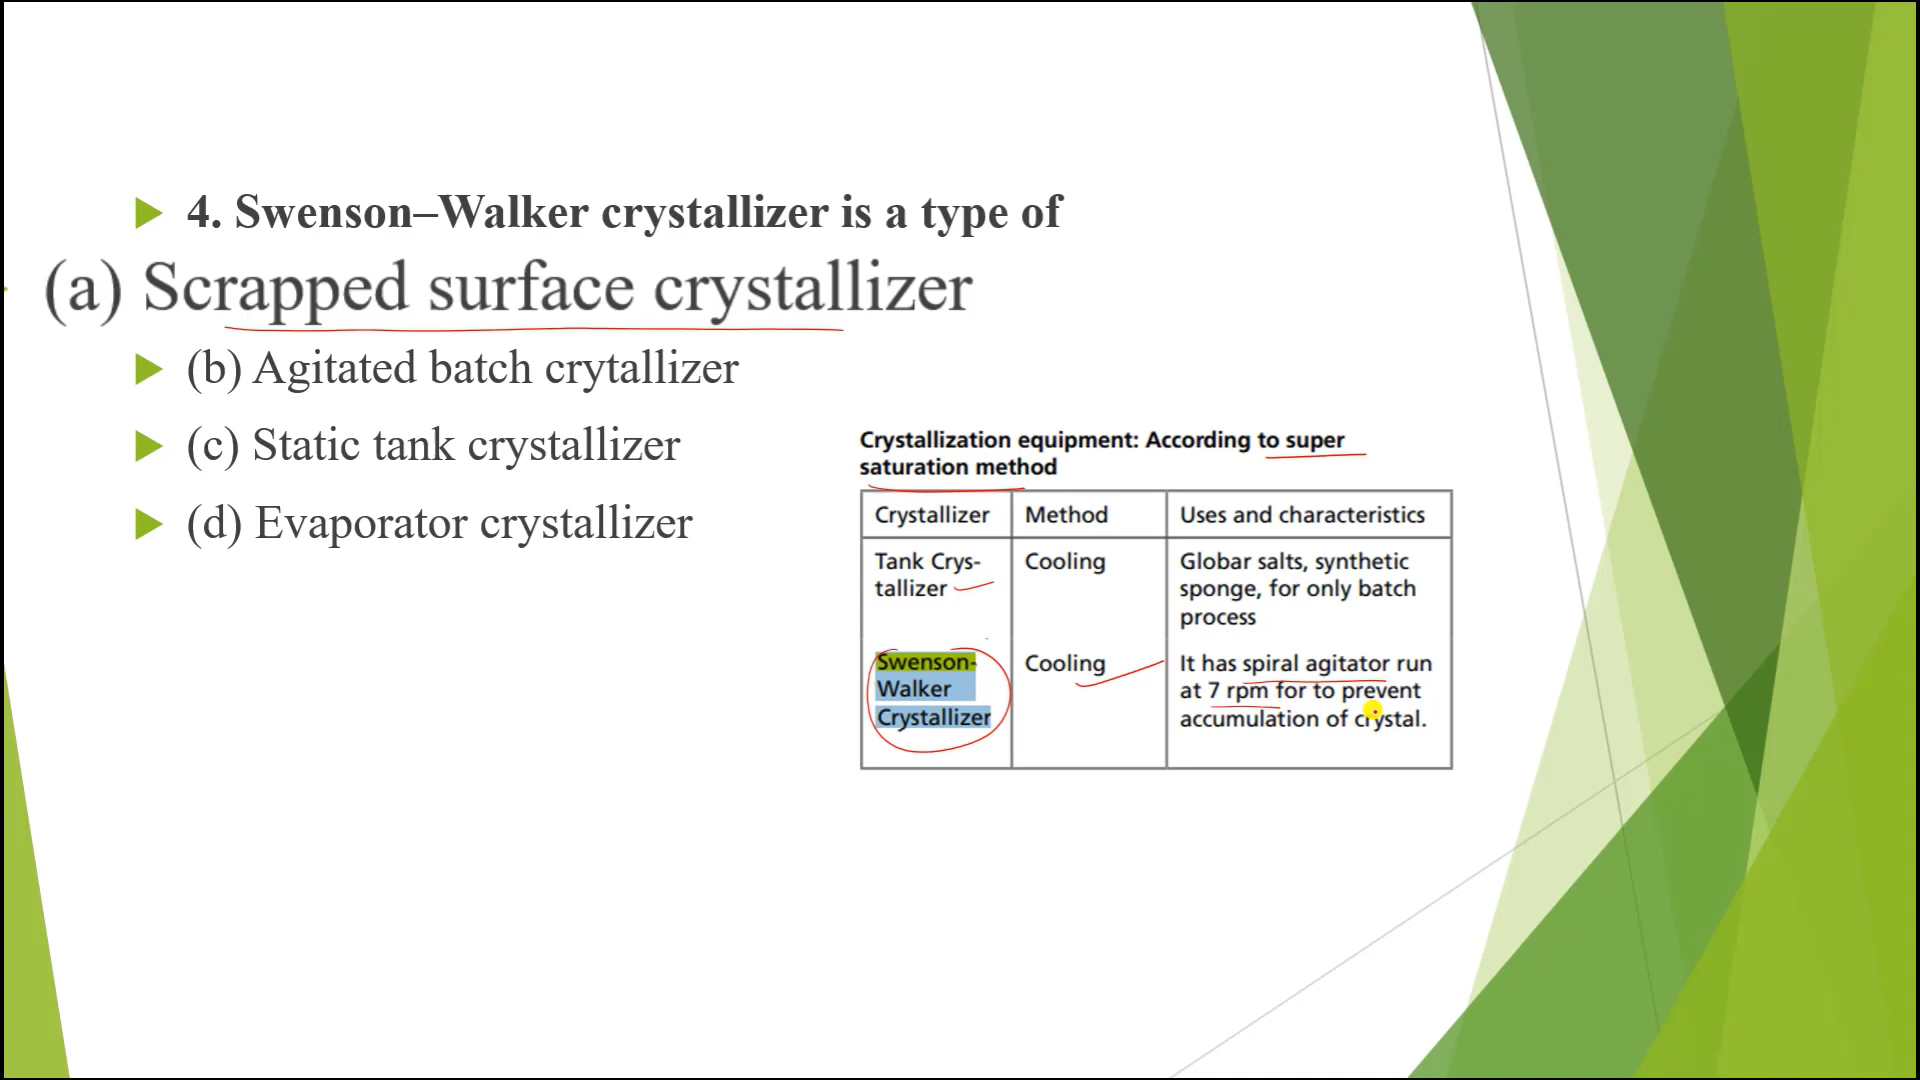 4. Swenson–Walker crystallizer is a type of
(a) Scrapped surface crystallizer
(b) Agitated batch crytallizer
(c) Static tank crystallizer
(d) Evaporator crystallizer
Crystallization equipment: According to super
saturation method
Crystallizer Method Uses and characteristics
Tank Crys- Cooling Globar salts, synthetic
tallizer sponge, for only batch
process
Swenson- Cooling It has spiral agitator run
Walker at 7 rpm for to prevent
Crystallizer accumulation of crystal.